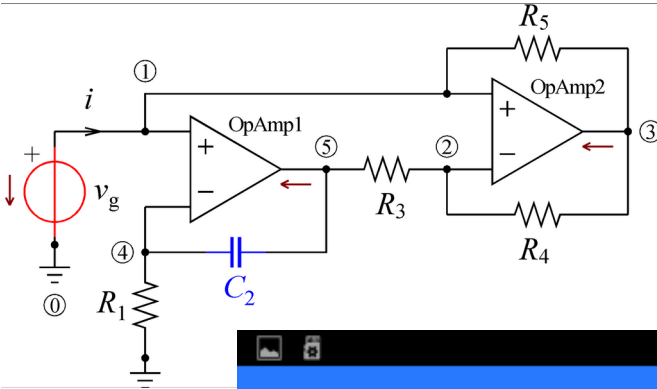 R5
①
OpAmp2
i
OpAmp1
+
+
⑤
②
③
+
vg
−
−
R3
④
C2
R4
⓪
R1